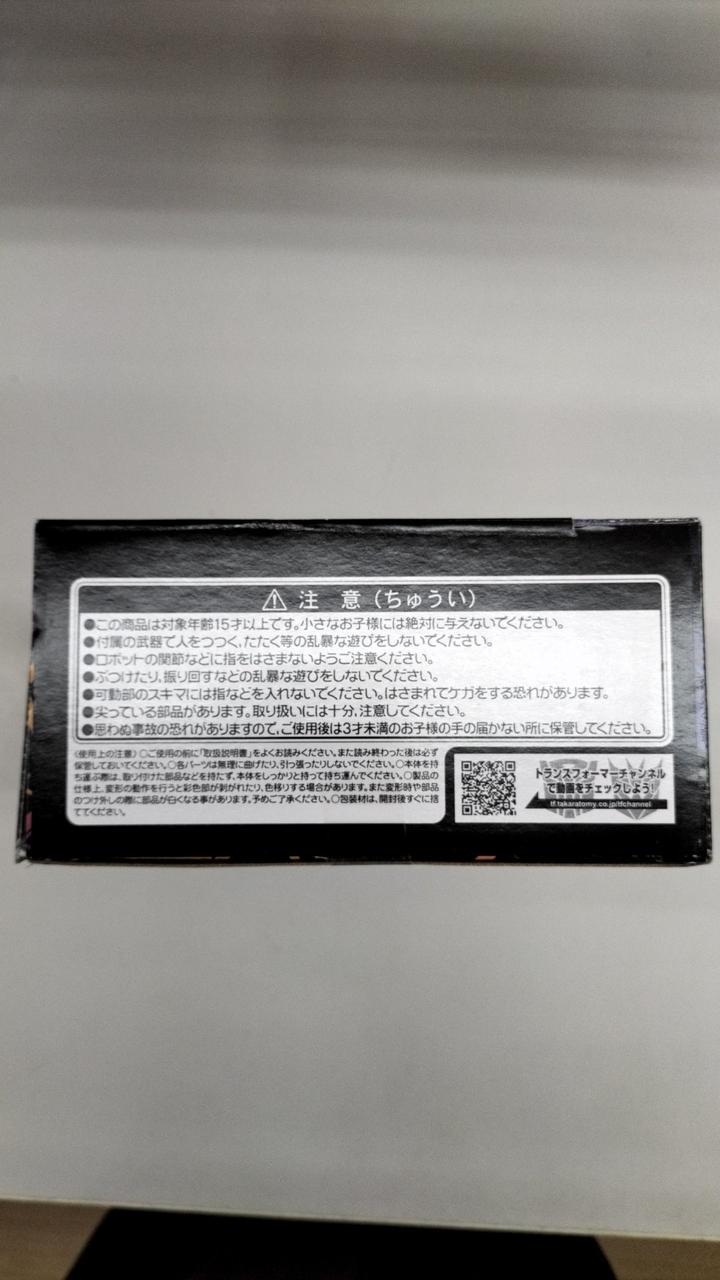 ⚠ 注 意 (ちゅうい)
●この商品は対象年齢15才以上です。小さなお子様には絶対に与えないでください。
●付属の武器で人をつつく、たたく等の乱暴な遊びをしないでください。
●ロボットの関節などに指をはさまないようご注意ください。
●ぶつけたり、振り回すなどの乱暴な遊びをしないでください。
●可動部のスキマには指などを入れないでください。はさまれてケガをする恐れがあります。
●尖っている部品があります。取り扱いには十分、注意してください。
●思わぬ事故の恐れがありますので、ご使用後は3才未満のお子様の手の届かない所に保管してください。
〈使用上の注意〉○ご使用の前に「取扱説明書」をよくお読みください。また読み終わった後は必ず
保管しておいてください。○各パーツは無理に曲げたり、引っ張ったりしないでください。○本体を持
ち運ぶ際は、取り付けた部品などを持たず、本体をしっかりと持って持ち運んでください。○製品の
仕様上、変形の動作を行うと彩色部が剥がれたり、色移りする場合があります。また変形時や部品
のつけ外しの際に部品が白くなる事があります。予めご了承ください。○包装材は、開封後すぐに捨
ててください。
トランスフォーマーチャンネル
で動画をチェックしよう!
tf.takaratomy.co.jp/tfchannel